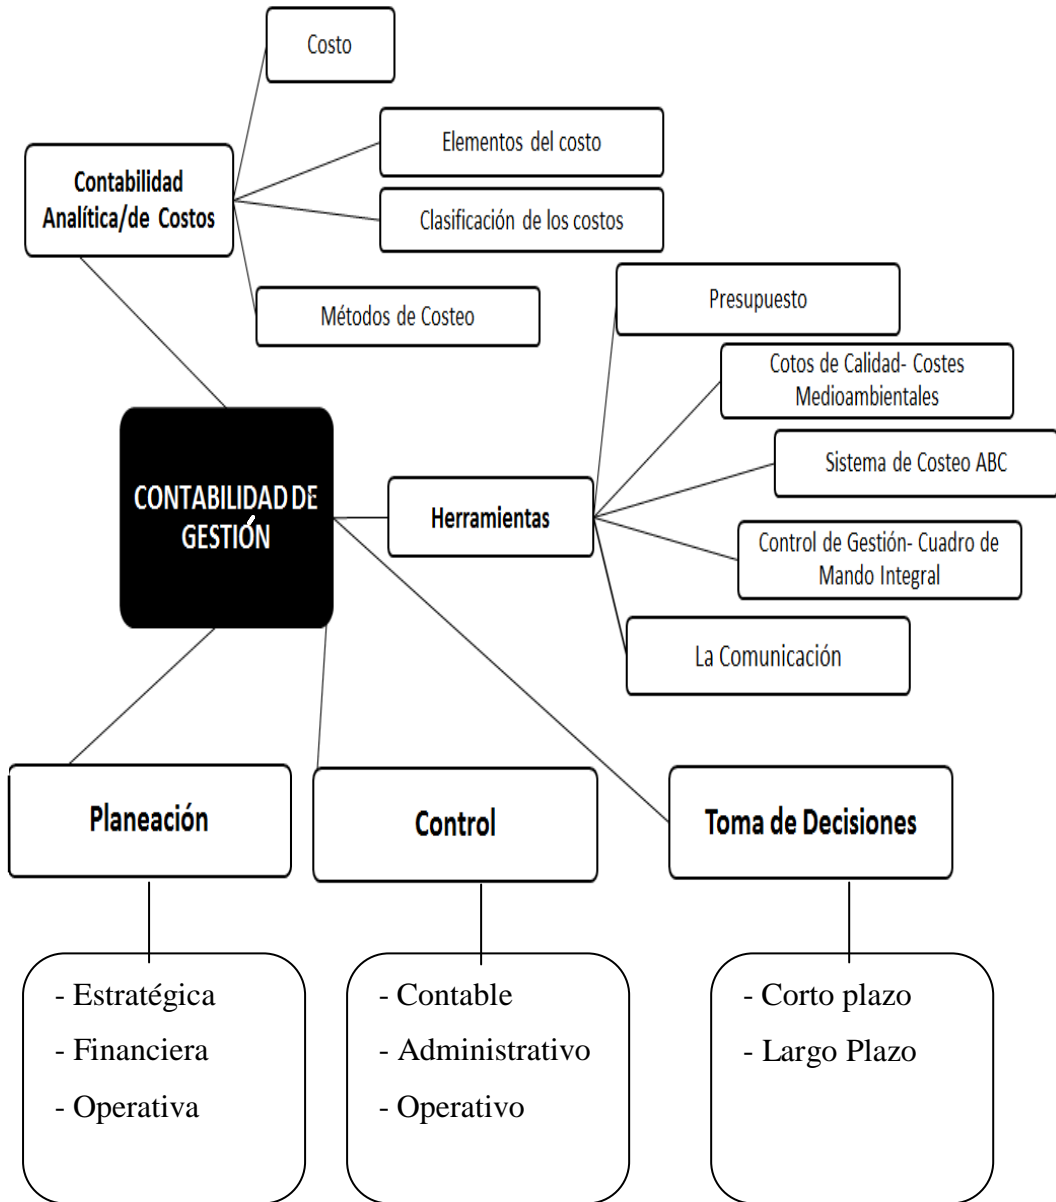 Costo
Elementos del costo
Contabilidad
Analítica/de Costos
Clasificación de los costos
Métodos de Costeo
Presupuesto
Cotos de Calidad- Costes
Medioambientales
Sistema de Costeo ABC
CONTABILIDAD DE
GESTIÓN
Herramientas
Control de Gestión- Cuadro de
Mando Integral
La Comunicación
Planeación
Control
Toma de Decisiones
- Estratégica
- Financiera
- Operativa
- Contable
- Administrativo
- Operativo
- Corto plazo
- Largo Plazo